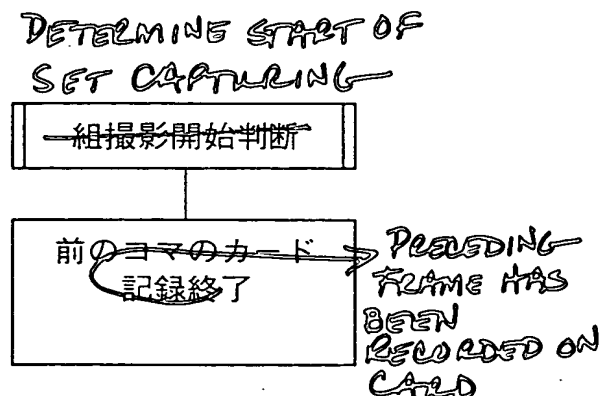 DETERMINE START OF
SET CAPTURING
組撮影開始判断
前のコマのカード
記録終了
PRECEDING
FRAME HAS
BEEN
RECORDED ON
CARD